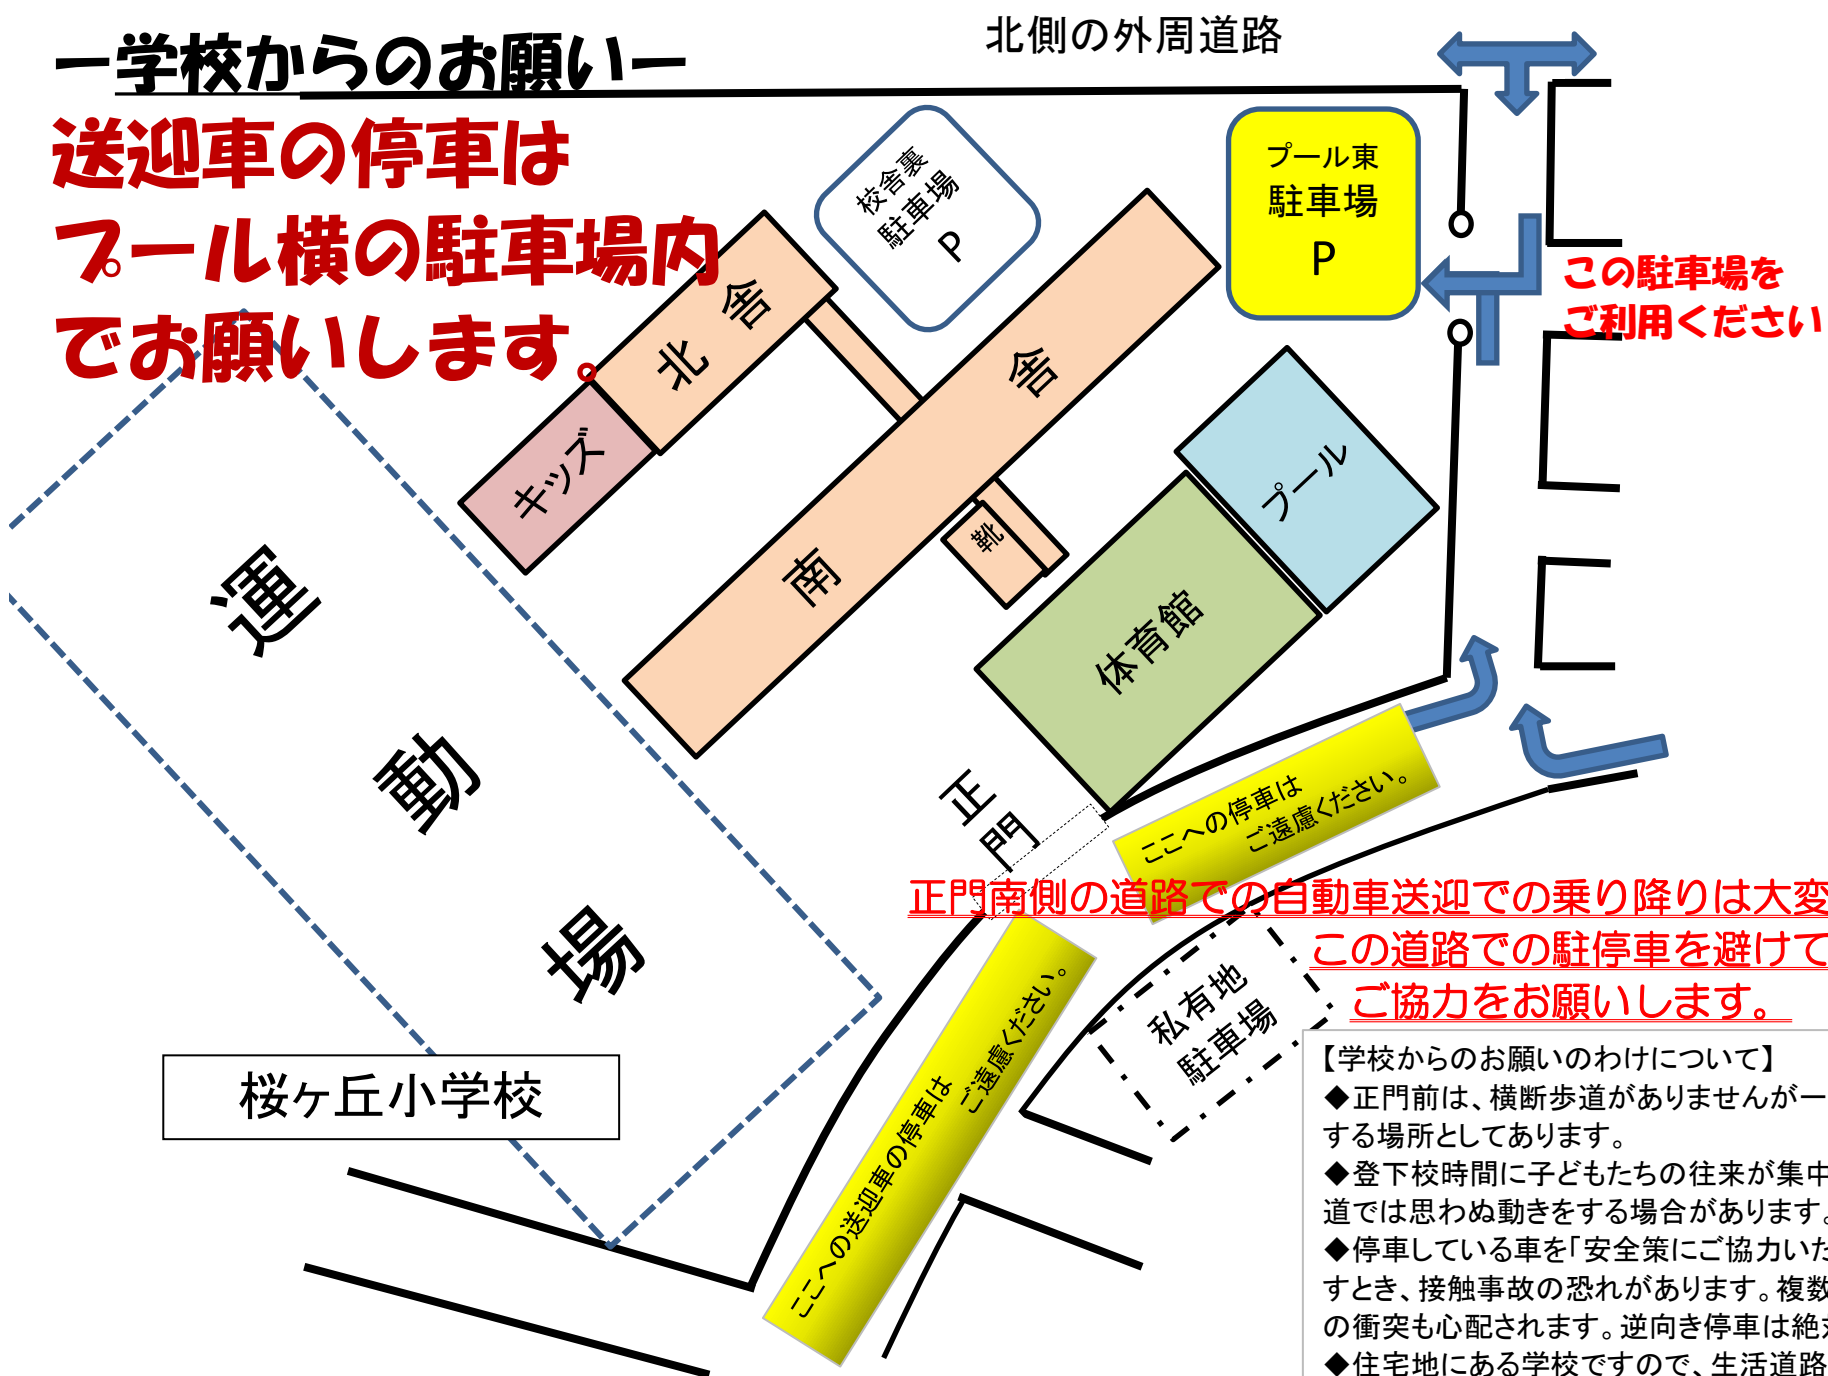 ー学校からのお願いー
北側の外周道路
送迎車の停車は
プール横の駐車場内
でお願いします。
校舎裏
駐車場
P
プール東
駐車場
P
この駐車場を
ご利用ください
北舎
キッズ
南舎
靴
プール
体育館
運動場
正門
ここへの停車は
ご遠慮ください。
正門南側の道路での自動車送迎での乗り降りは大変
この道路での駐停車を避けて
ご協力をお願いします。
ここへの送迎車の停車は
ご遠慮ください。
私有地
駐車場
桜ヶ丘小学校
【学校からのお願いのわけについて】
◆正門前は、横断歩道がありませんが一
する場所としてあります。
◆登下校時間に子どもたちの往来が集中
道では思わぬ動きをする場合があります。
◆停車している車を「安全策にご協力いた
すとき、接触事故の恐れがあります。複数
の衝突も心配されます。逆向き停車は絶対
◆住宅地にある学校ですので、生活道路